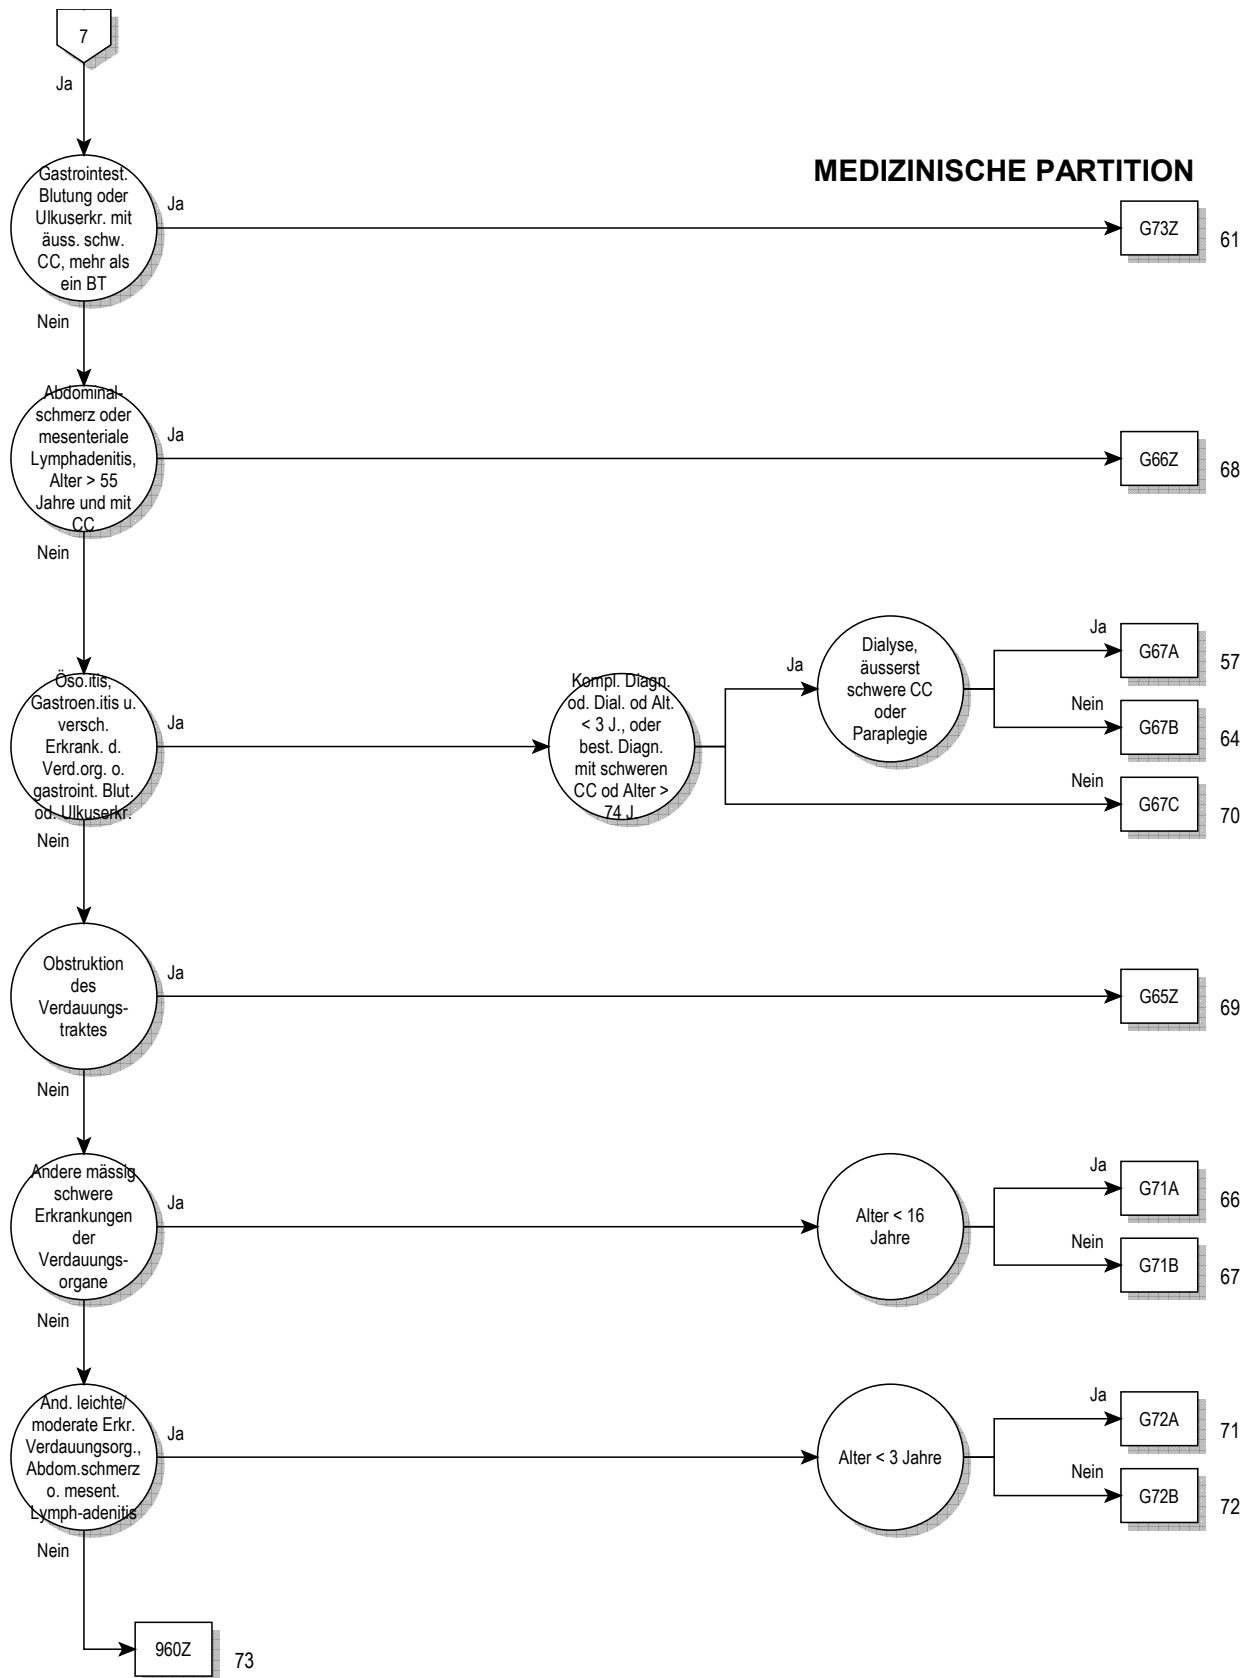 7
Ja
MEDIZINISCHE PARTITION
Gastrointest.
Blutung oder
Ulkuserkr. mit
äuss. schw.
CC, mehr als
ein BT
Ja
G73Z
61
Nein
Abdominal-
schmerz oder
mesenteriale
Lymphadenitis,
Alter > 55
Jahre und mit
CC
Ja
G66Z
68
Nein
Öso.itis,
Gastroen.itis u.
versch.
Erkrank. d.
Verd.org. o.
gastroint. Blut.
od. Ulkuserkr.
Ja
Kompl. Diagn.
od. Dial. od Alt.
< 3 J., oder
best. Diagn.
mit schweren
CC od Alter >
74 J.
Ja
Dialyse,
äusserst
schwere CC
oder
Paraplegie
Ja
G67A
57
Nein
G67B
64
Nein
G67C
70
Nein
Obstruktion
des
Verdauungs-
traktes
Ja
G65Z
69
Nein
Andere mässig
schwere
Erkrankungen
der
Verdauungs-
organe
Ja
Alter < 16
Jahre
Ja
G71A
66
Nein
G71B
67
Nein
And. leichte/
moderate Erkr.
Verdauungsorg.,
Abdom.schmerz
o. mesent.
Lymph-adenitis
Ja
Alter < 3 Jahre
Ja
G72A
71
Nein
G72B
72
Nein
960Z
73